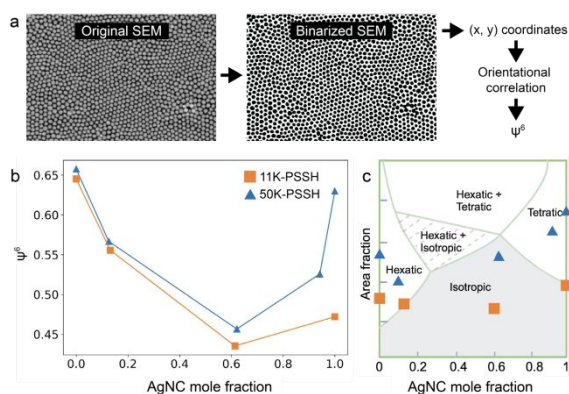 a
Original SEM
Binarized SEM
(x, y) coordinates
Orientational
correlation
ψ⁶
b
0.65
0.60
0.55
0.50
0.45
ψ⁶
11K-PSSH
50K-PSSH
0.0 0.2 0.4 0.6 0.8 1.0
AgNC mole fraction
c
Area fraction
Hexatic +
Tetratic
Tetratic
Hexatic +
Isotropic
Hexatic
Isotropic
0 0.2 0.4 0.6 0.8 1
AgNC mole fraction